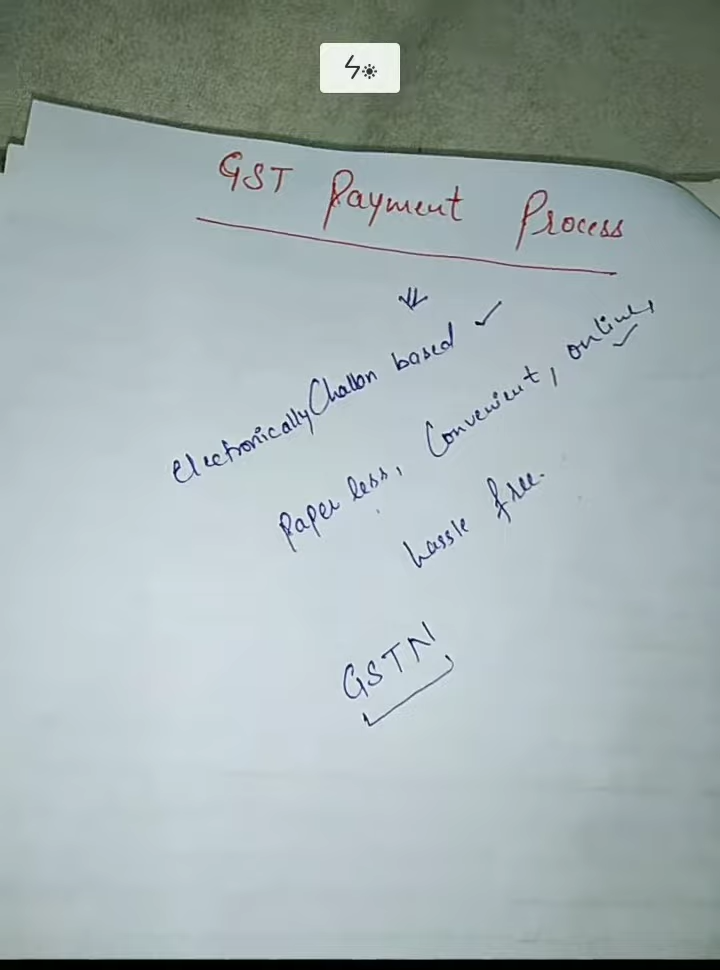 GST Payment Process
Electronically Challan based
Paper less, Convenient, online,
hassle free.
GSTN